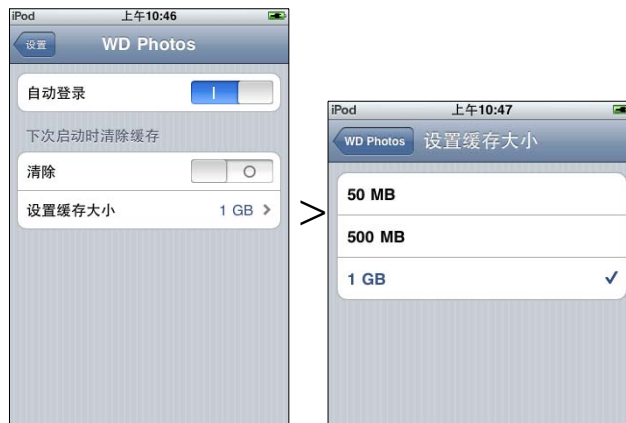 iPod 上午10:46
设置 WD Photos
自动登录
下次启动时清除缓存
清除
设置缓存大小 1 GB >
>
iPod 上午10:47
WD Photos 设置缓存大小
50 MB
500 MB
1 GB ✓